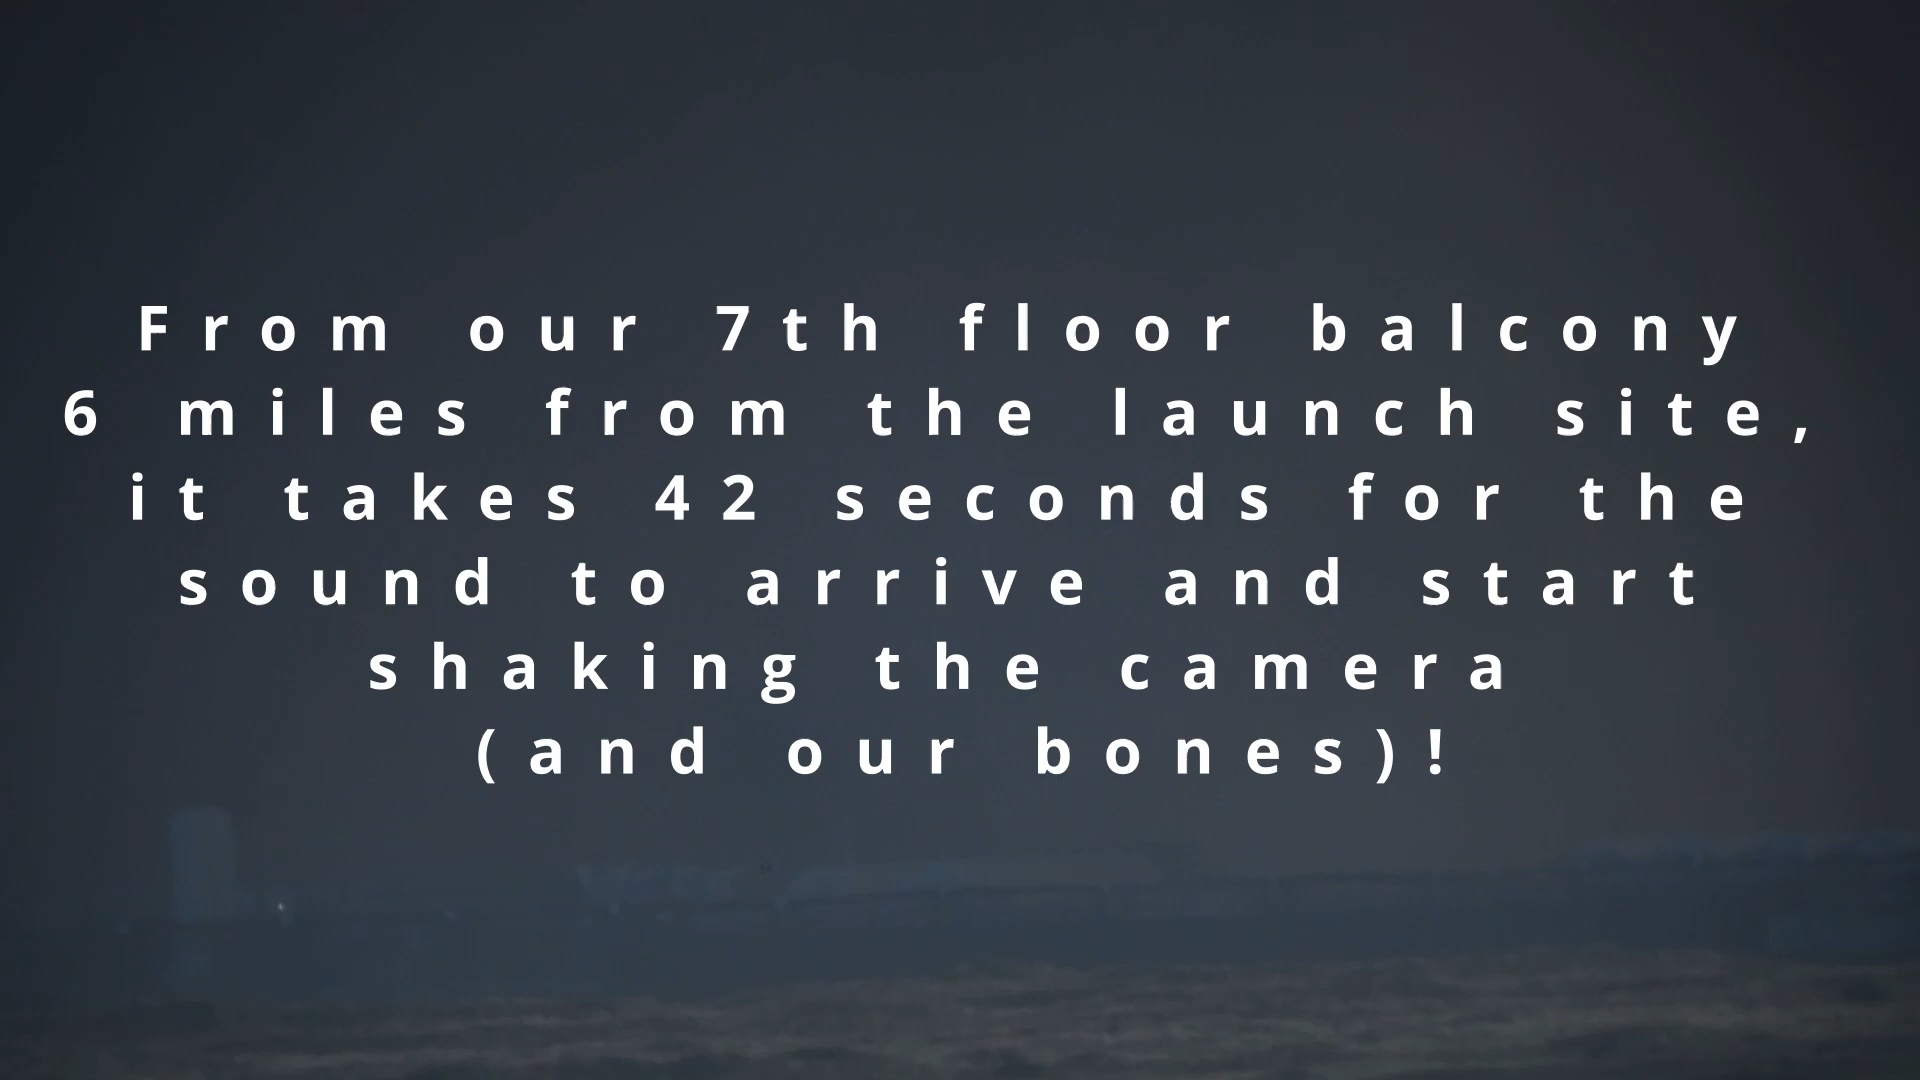 From our 7th floor balcony
6 miles from the launch site,
it takes 42 seconds for the
sound to arrive and start
shaking the camera
(and our bones)!